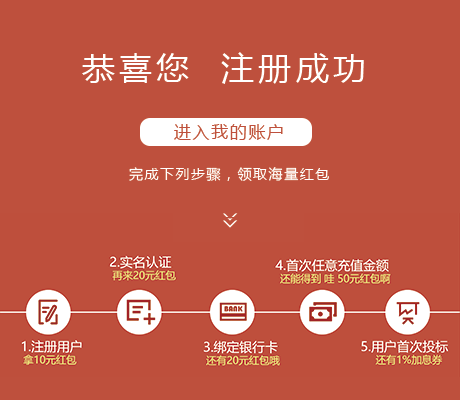 恭喜您 注册成功
进入我的账户
完成下列步骤，领取海量红包
2.实名认证
再来20元红包
4.首次任意充值金额
还能得到 哇 50元红包啊
BANK
1.注册用户
拿10元红包
3.绑定银行卡
还有20元红包哦
5.用户首次投标
还有1%加息券